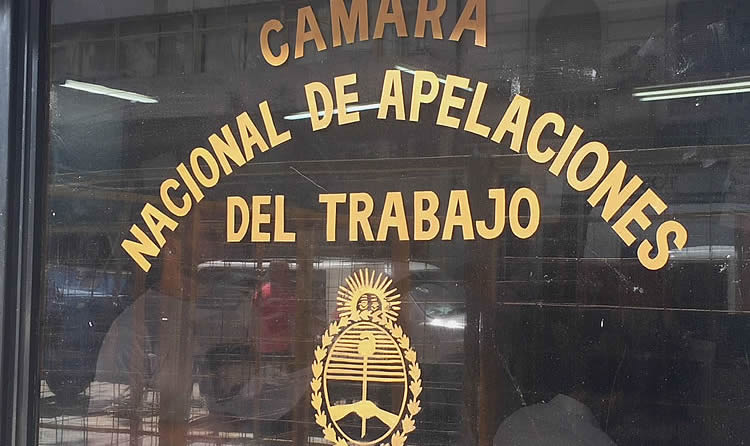 CAMARA
NACIONAL DE APELACIONES
DEL TRABAJO